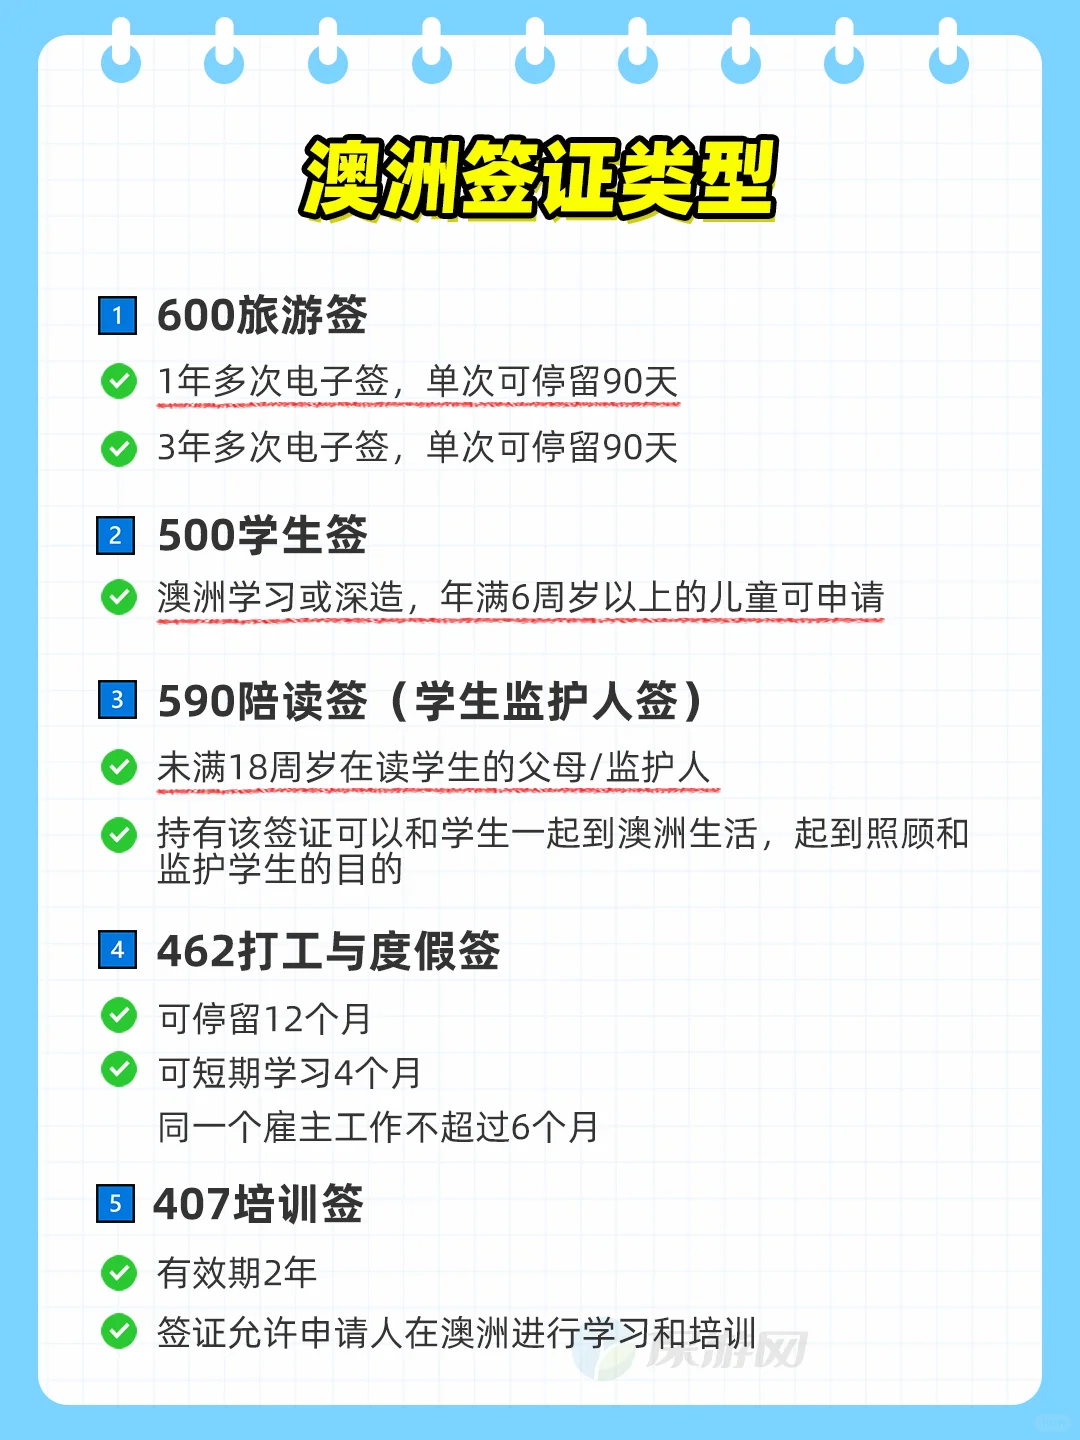 澳洲签证类型
1 600旅游签
1年多次电子签，单次可停留90天
3年多次电子签，单次可停留90天
2 500学生签
澳洲学习或深造，年满6周岁以上的儿童可申请
3 590陪读签（学生监护人签）
未满18周岁在读学生的父母/监护人
持有该签证可以和学生一起到澳洲生活，起到照顾和
监护学生的目的
4 462打工与度假签
可停留12个月
可短期学习4个月
同一个雇主工作不超过6个月
5 407培训签
有效期2年
签证允许申请人在澳洲进行学习和培训
游网